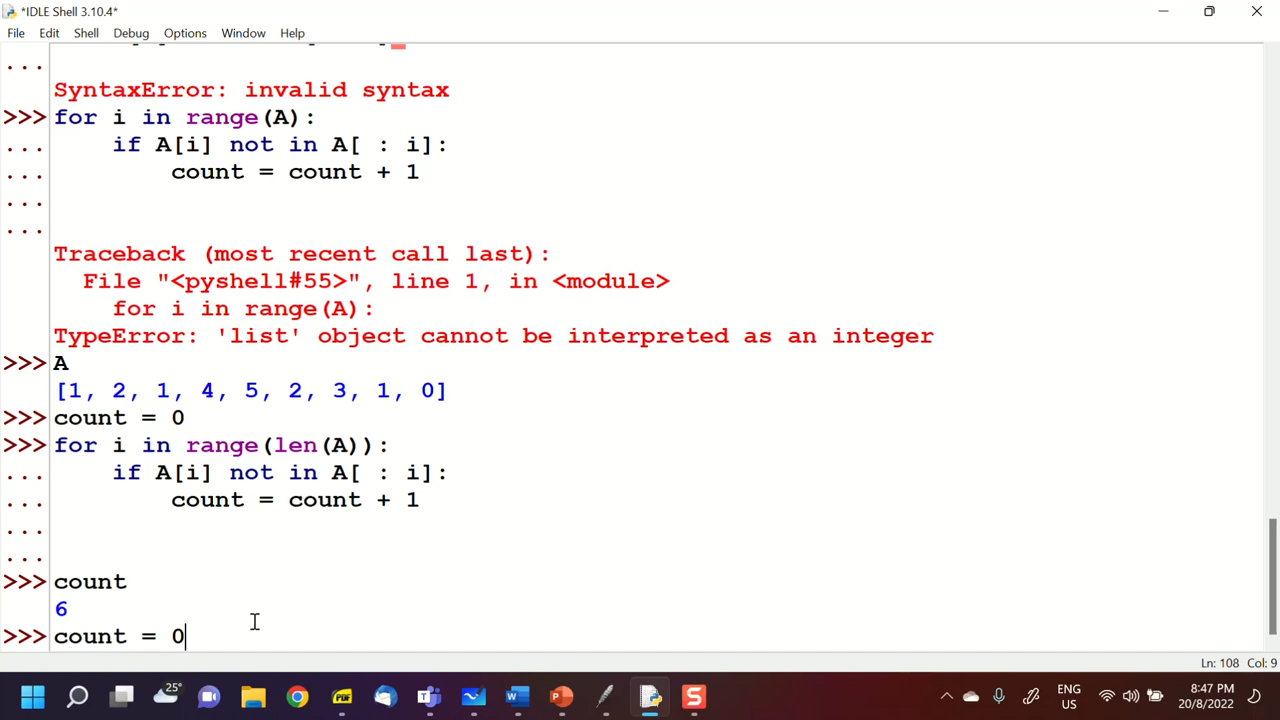 *IDLE Shell 3.10.4*
File Edit Shell Debug Options Window Help
...
SyntaxError: invalid syntax
>>> for i in range(A):
... if A[i] not in A[ : i]:
... count = count + 1
...
...
Traceback (most recent call last):
File "<pyshell#55>", line 1, in <module>
for i in range(A):
TypeError: 'list' object cannot be interpreted as an integer
>>> A
[1, 2, 1, 4, 5, 2, 3, 1, 0]
>>> count = 0
>>> for i in range(len(A)):
... if A[i] not in A[ : i]:
... count = count + 1
...
...
>>> count
6
>>> count = 0
Ln: 108 Col: 9
25°
PDF
ENG
US
8:47 PM
20/8/2022